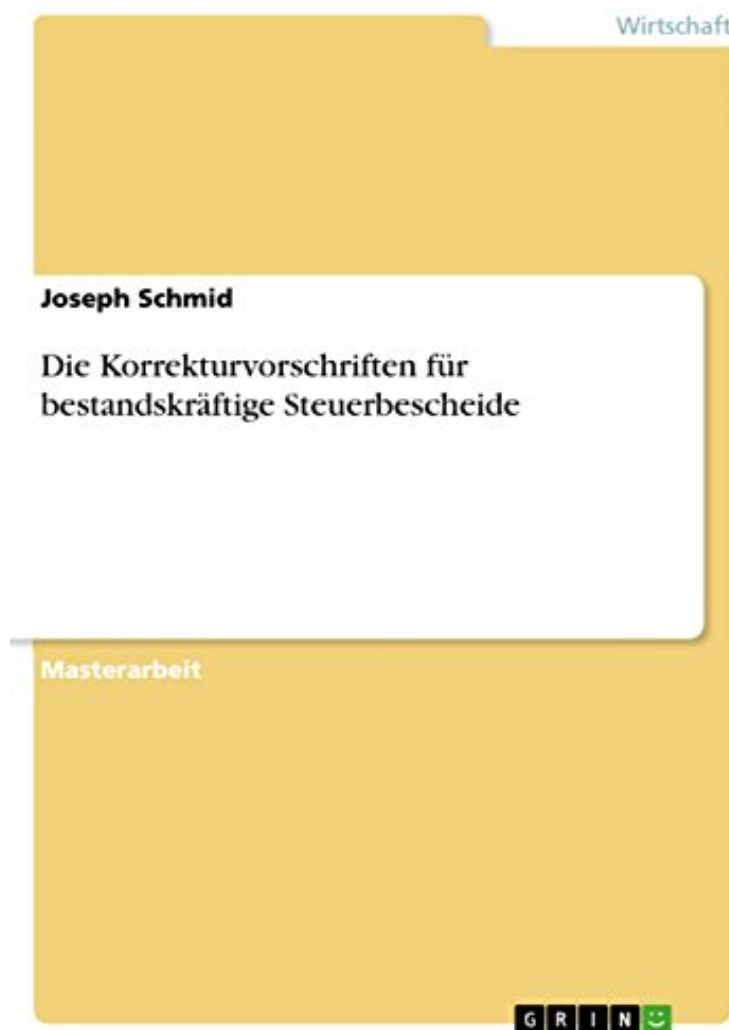 Wirtschaft
Joseph Schmid
Die Korrekturvorschriften für
bestandskräftige Steuerbescheide
Masterarbeit
GRIN